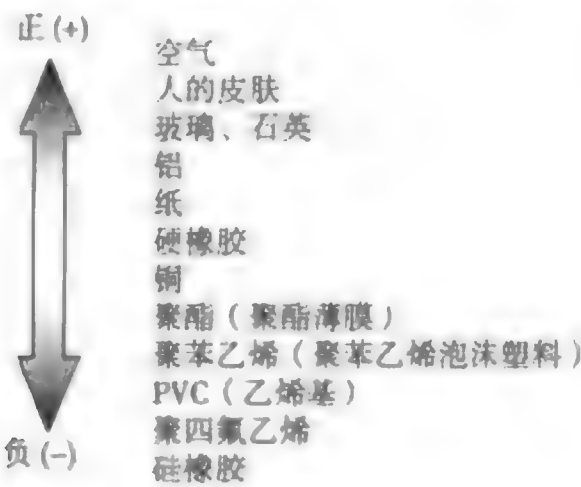 正(+)
空气
人的皮肤
玻璃、石英
铝
纸
硬橡胶
铜
聚酯（聚酯薄膜）
聚苯乙烯（聚苯乙烯泡沫塑料）
PVC（乙烯基）
聚四氟乙烯
负(-)
硅橡胶